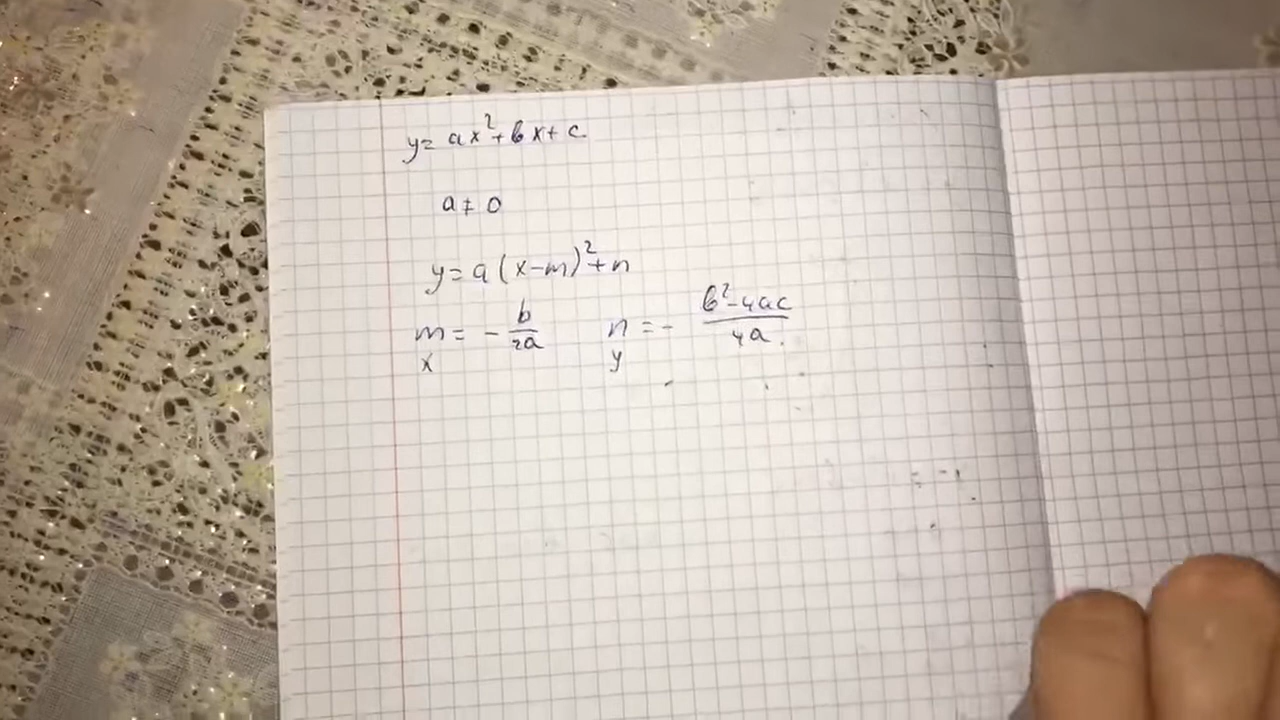 y = ax² + bx + c
a ≠ 0
y = a(x-m)² + n
m = - b/2a n = - b²-4ac/4a
x y